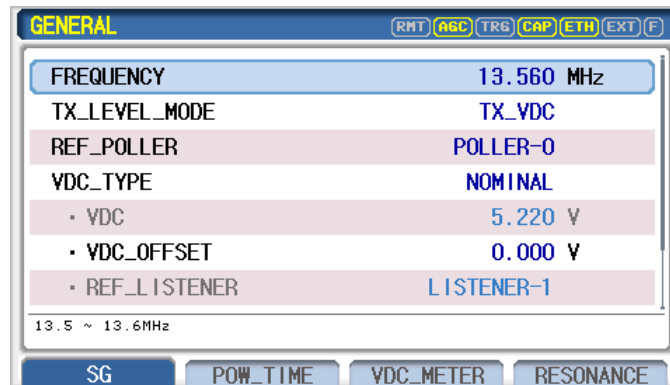 GENERAL RMT AGC TRG CAP ETH EXT F
FREQUENCY 13.560 MHz
TX_LEVEL_MODE TX_VDC
REF_POLLER POLLER-0
VDC_TYPE NOMINAL
· VDC 5.220 V
· VDC_OFFSET 0.000 V
· REF_LISTENER LISTENER-1
13.5 ~ 13.6MHz
SG POW_TIME VDC_METER RESONANCE